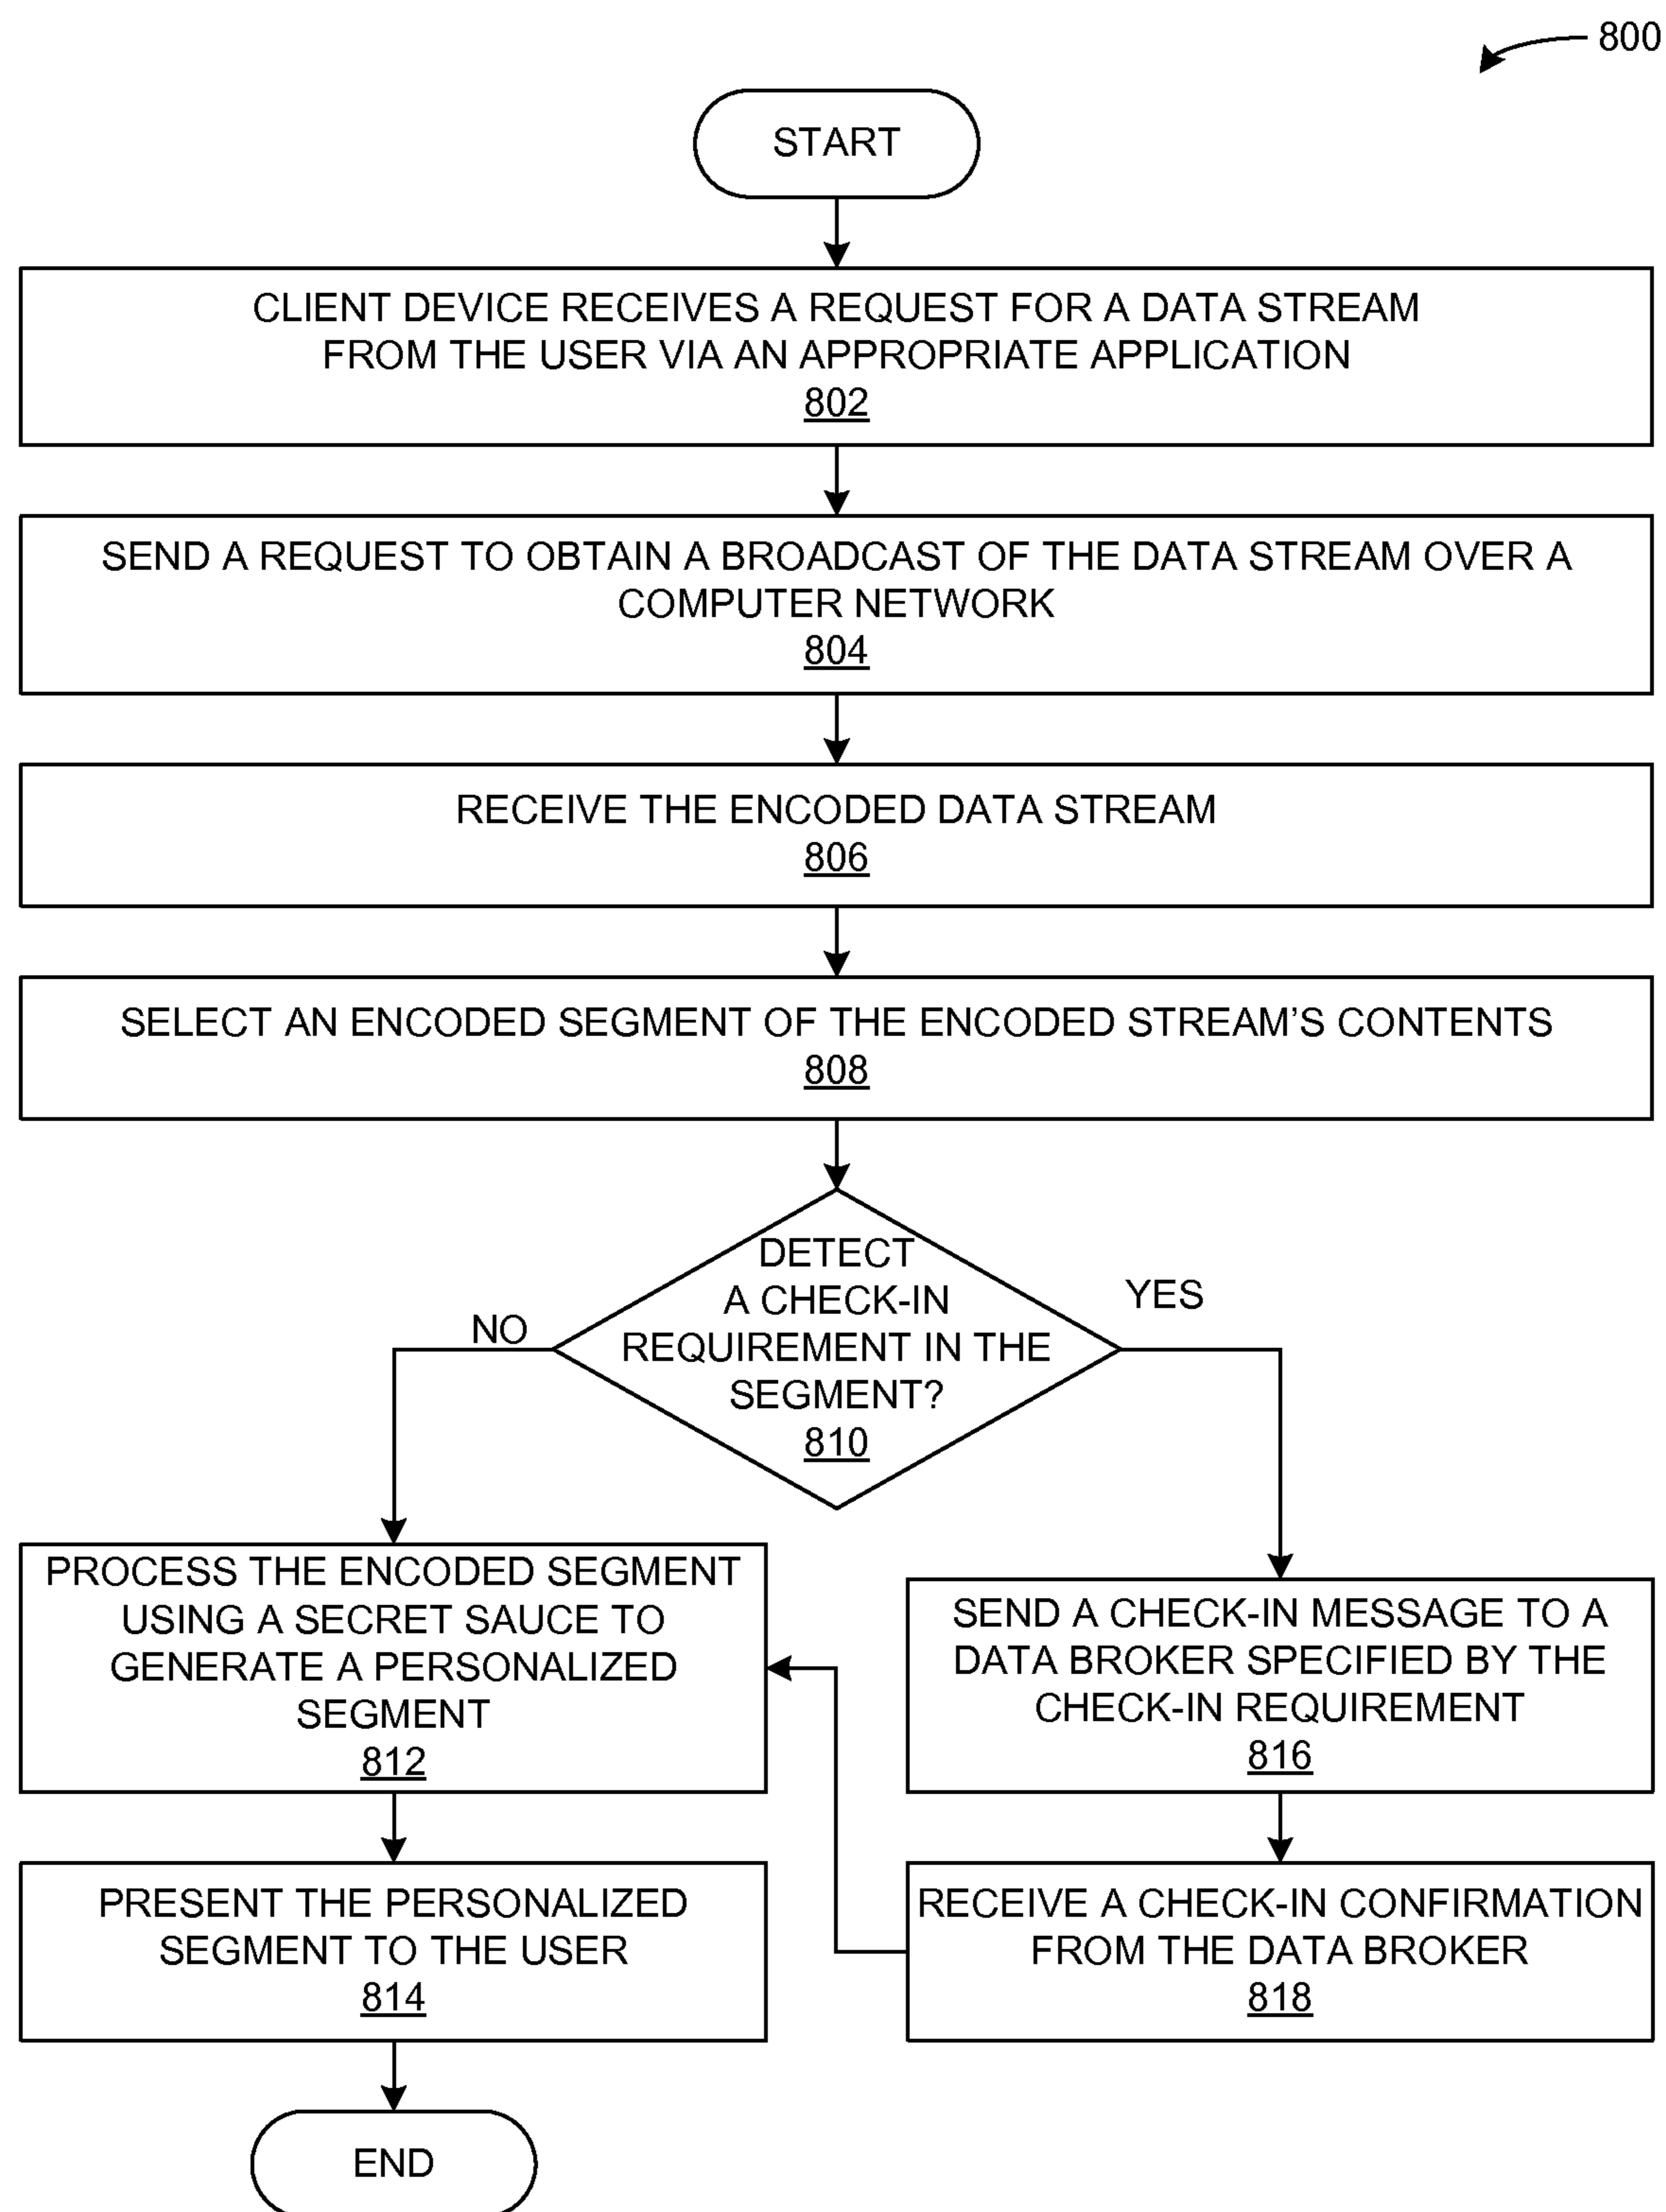 800
START
CLIENT DEVICE RECEIVES A REQUEST FOR A DATA STREAM
FROM THE USER VIA AN APPROPRIATE APPLICATION
802
SEND A REQUEST TO OBTAIN A BROADCAST OF THE DATA STREAM OVER A
COMPUTER NETWORK
804
RECEIVE THE ENCODED DATA STREAM
806
SELECT AN ENCODED SEGMENT OF THE ENCODED STREAM’S CONTENTS
808
DETECT
A CHECK-IN
REQUIREMENT IN THE
SEGMENT?
810
NO
YES
PROCESS THE ENCODED SEGMENT
USING A SECRET SAUCE TO
GENERATE A PERSONALIZED
SEGMENT
812
SEND A CHECK-IN MESSAGE TO A
DATA BROKER SPECIFIED BY THE
CHECK-IN REQUIREMENT
816
PRESENT THE PERSONALIZED
SEGMENT TO THE USER
814
RECEIVE A CHECK-IN CONFIRMATION
FROM THE DATA BROKER
818
END